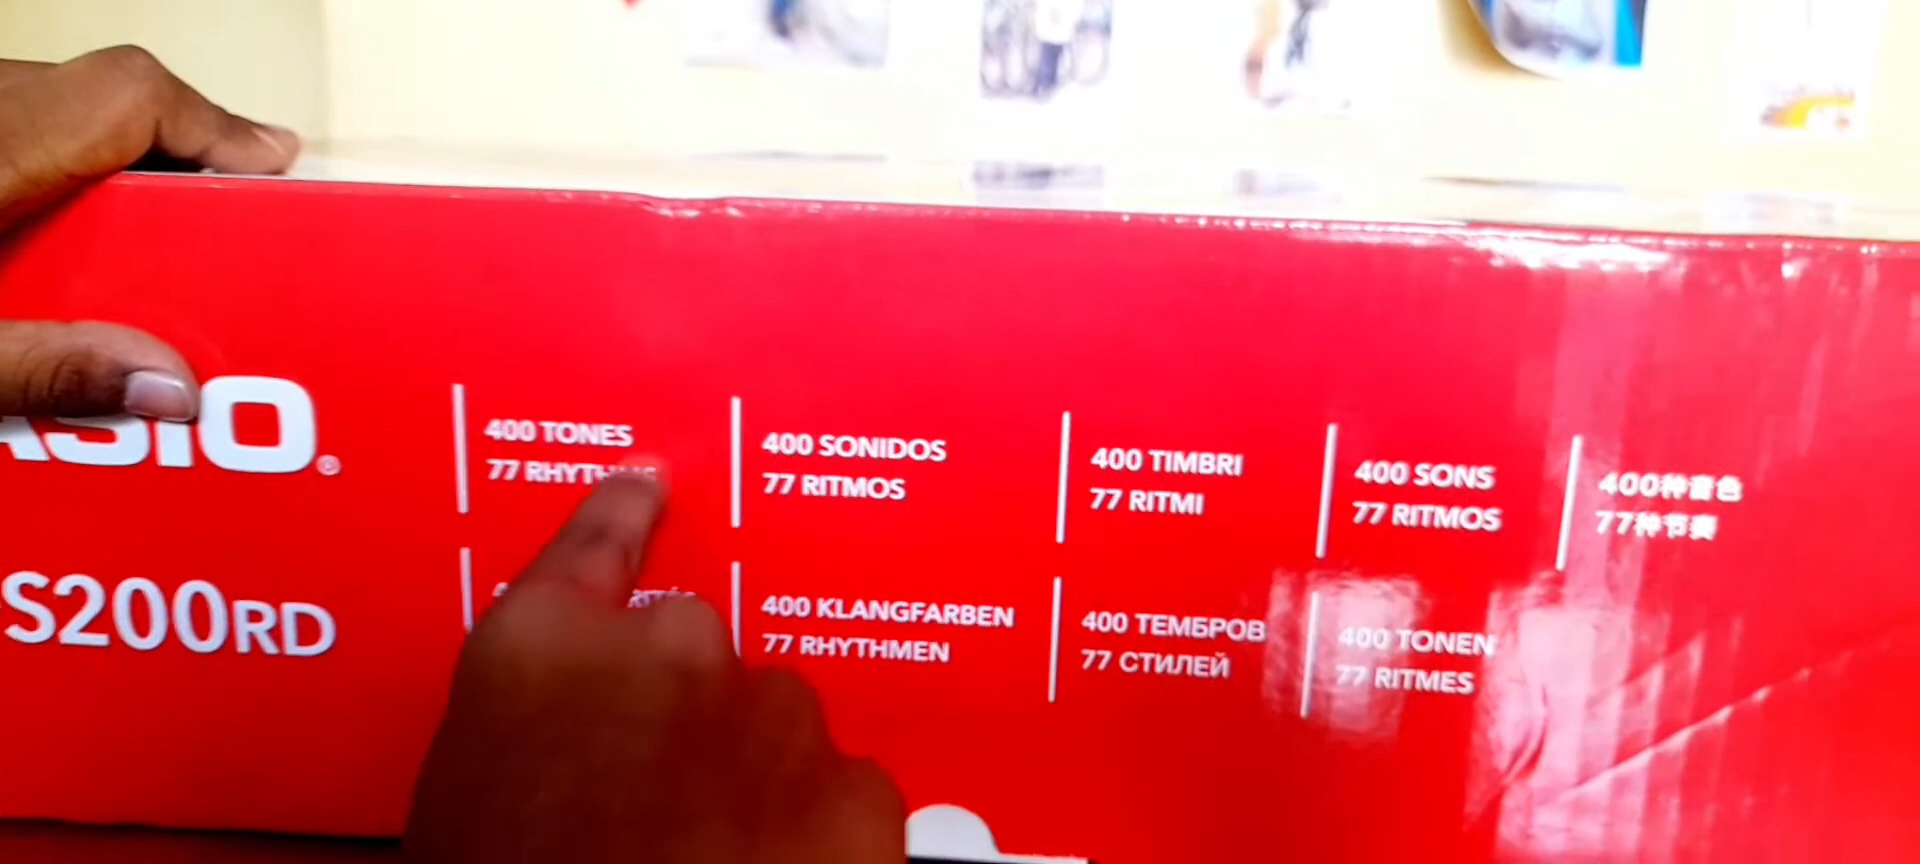 400 TONES
77 RHYTHMS
400 SONIDOS
77 RITMOS
400 TIMBRI
77 RITMI
400 SONS
77 RITMOS
400种音色
77种节奏
S200RD
400 KLANGFARBEN
77 RHYTHMEN
400 ТЕМБРОВ
77 СТИЛЕЙ
400 TONEN
77 RITMES